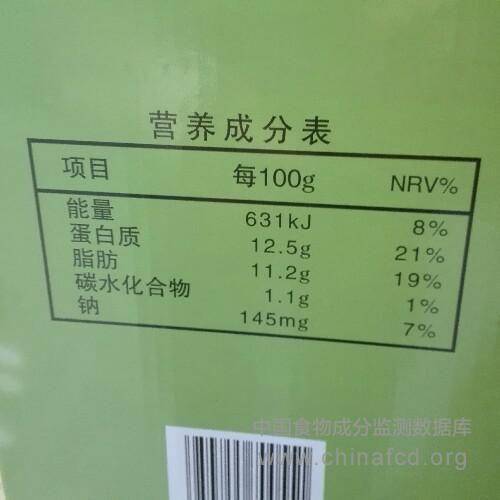 营养成分表
项目 每100g NRV%
能量 631kJ 8%
蛋白质 12.5g 21%
脂肪 11.2g 19%
碳水化合物 1.1g 1%
钠 145mg 7%
中国食物成分监测数据库
www.chinafcd.org